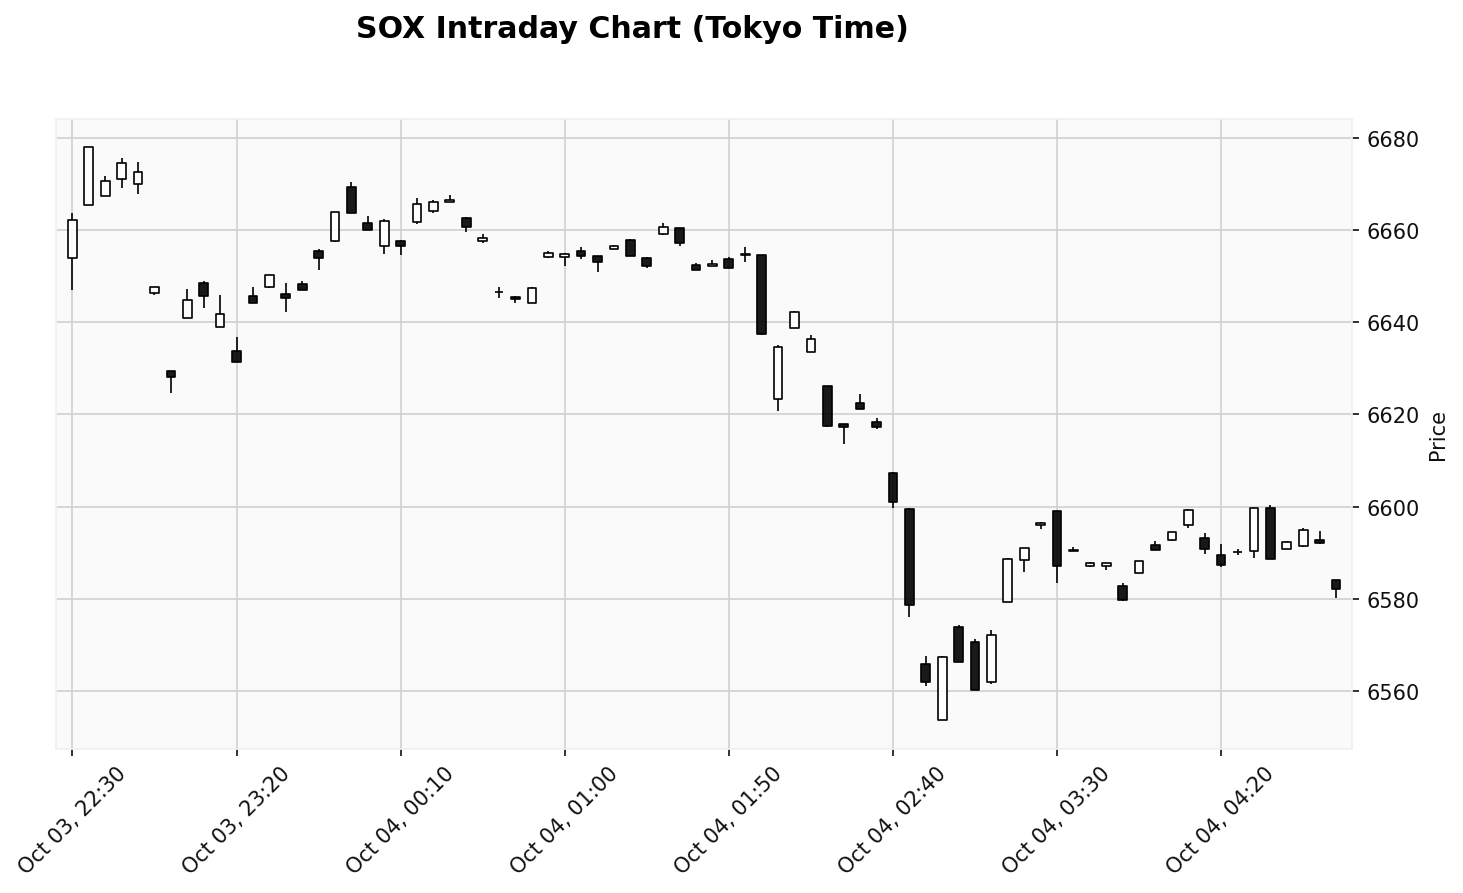 SOX Intraday Chart (Tokyo Time)
6680
6660
6640
6620
6600
6580
6560
Price
Oct 03, 22:30
Oct 03, 23:20
Oct 04, 00:10
Oct 04, 01:00
Oct 04, 01:50
Oct 04, 02:40
Oct 04, 03:30
Oct 04, 04:20